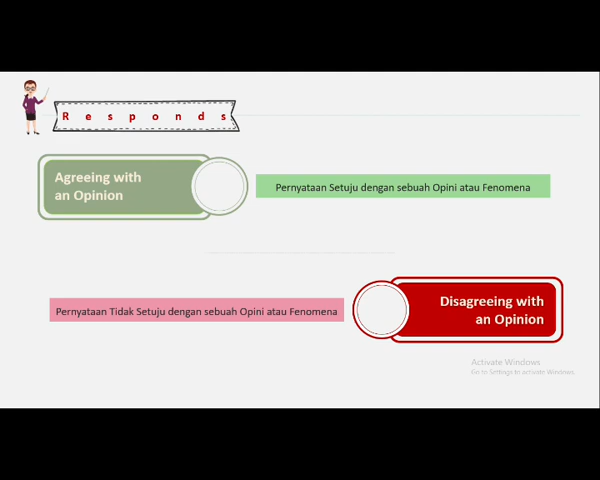 Responds
Agreeing with
an Opinion
Pernyataan Setuju dengan sebuah Opini atau Fenomena
Pernyataan Tidak Setuju dengan sebuah Opini atau Fenomena
Disagreeing with
an Opinion
Activate Windows
Go to Settings to activate Windows.